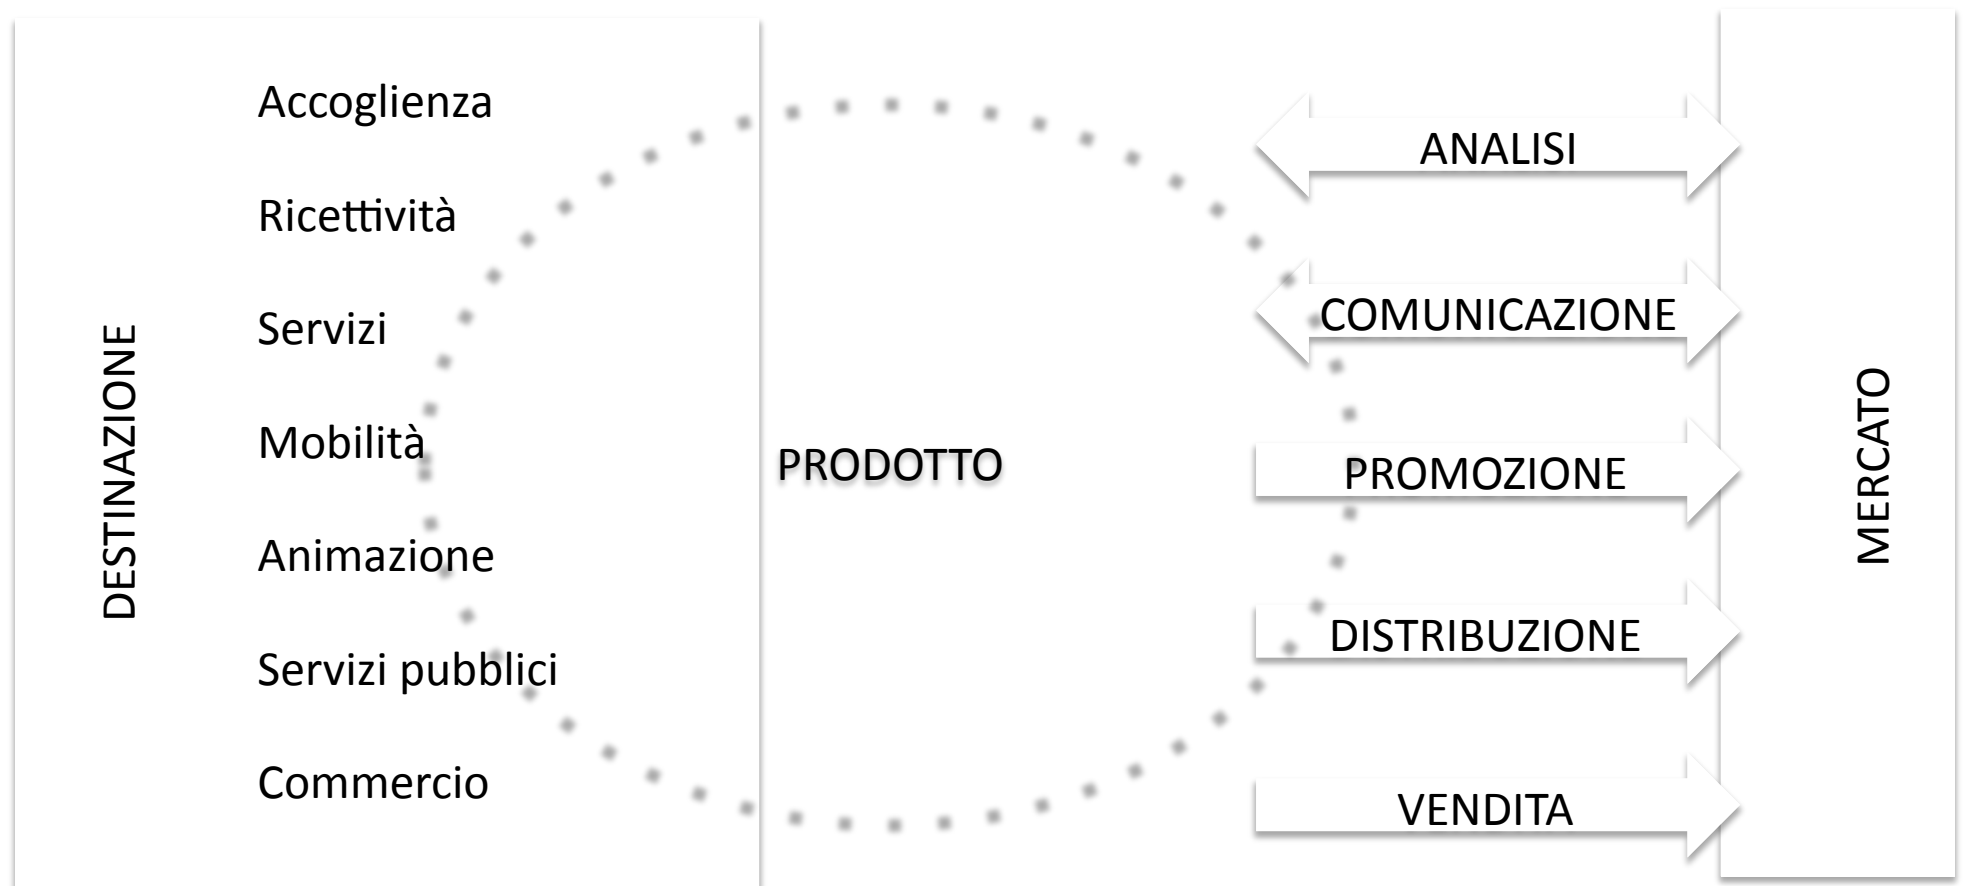 DESTINAZIONE
Accoglienza
Ricettività
Servizi
Mobilità
Animazione
Servizi pubblici
Commercio
PRODOTTO
ANALISI
COMUNICAZIONE
PROMOZIONE
DISTRIBUZIONE
VENDITA
MERCATO